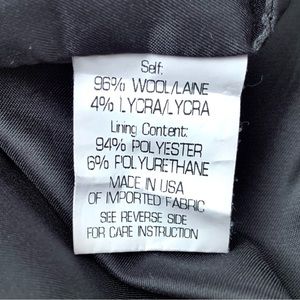 Self:
96% WOOL/LAINE
4% LYCRA/LYCRA
Lining Content:
94% POLYESTER
6% POLYURETHANE
MADE IN USA
OF IMPORTED FABRIC
SEE REVERSE SIDE
FOR CARE INSTRUCTION